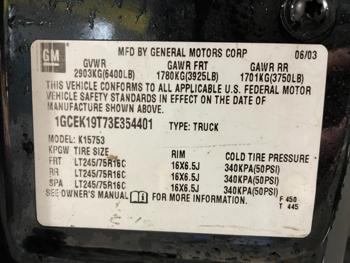 GM
MFD BY GENERAL MOTORS CORP 06/03
GVWR GAWR FRT GAWR RR
2903KG(6400LB) 1780KG(3925LB) 1701KG(3750LB)
THIS VEHICLE CONFORMS TO ALL APPLICABLE U.S. FEDERAL MOTOR
VEHICLE SAFETY STANDARDS IN EFFECT ON THE DATE OF
MANUFACTURE SHOWN ABOVE.
1GCEK19T73E354401 TYPE: TRUCK
MODEL: K15753
KPGW TIRE SIZE RIM COLD TIRE PRESSURE
FRT LT245/75R16C 16X6.5J 340KPA(50PSI)
RR LT245/75R16C 16X6.5J 340KPA(50PSI)
SPA LT245/75R16C 16X6.5J 340KPA(50PSI)
SEE OWNER'S MANUAL FOR MORE INFORMATION. F 450
T 445